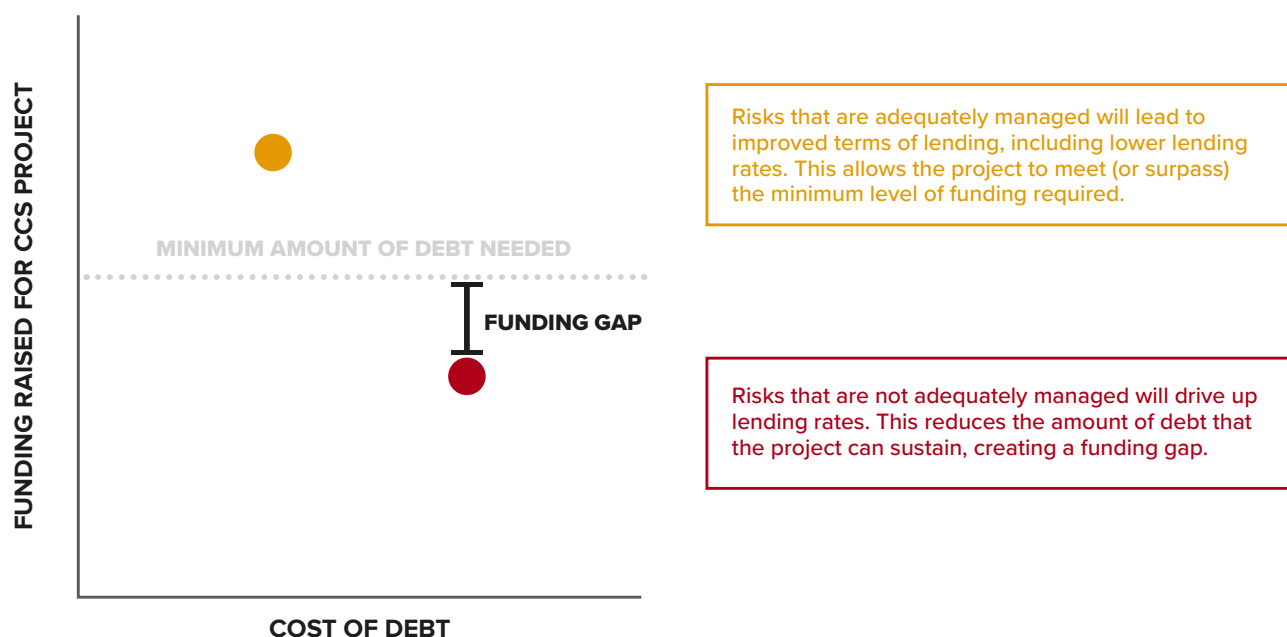 FUNDING RAISED FOR CCS PROJECT
MINIMUM AMOUNT OF DEBT NEEDED
FUNDING GAP
COST OF DEBT
Risks that are adequately managed will lead to
improved terms of lending, including lower lending
rates. This allows the project to meet (or surpass)
the minimum level of funding required.
Risks that are not adequately managed will drive up
lending rates. This reduces the amount of debt that
the project can sustain, creating a funding gap.